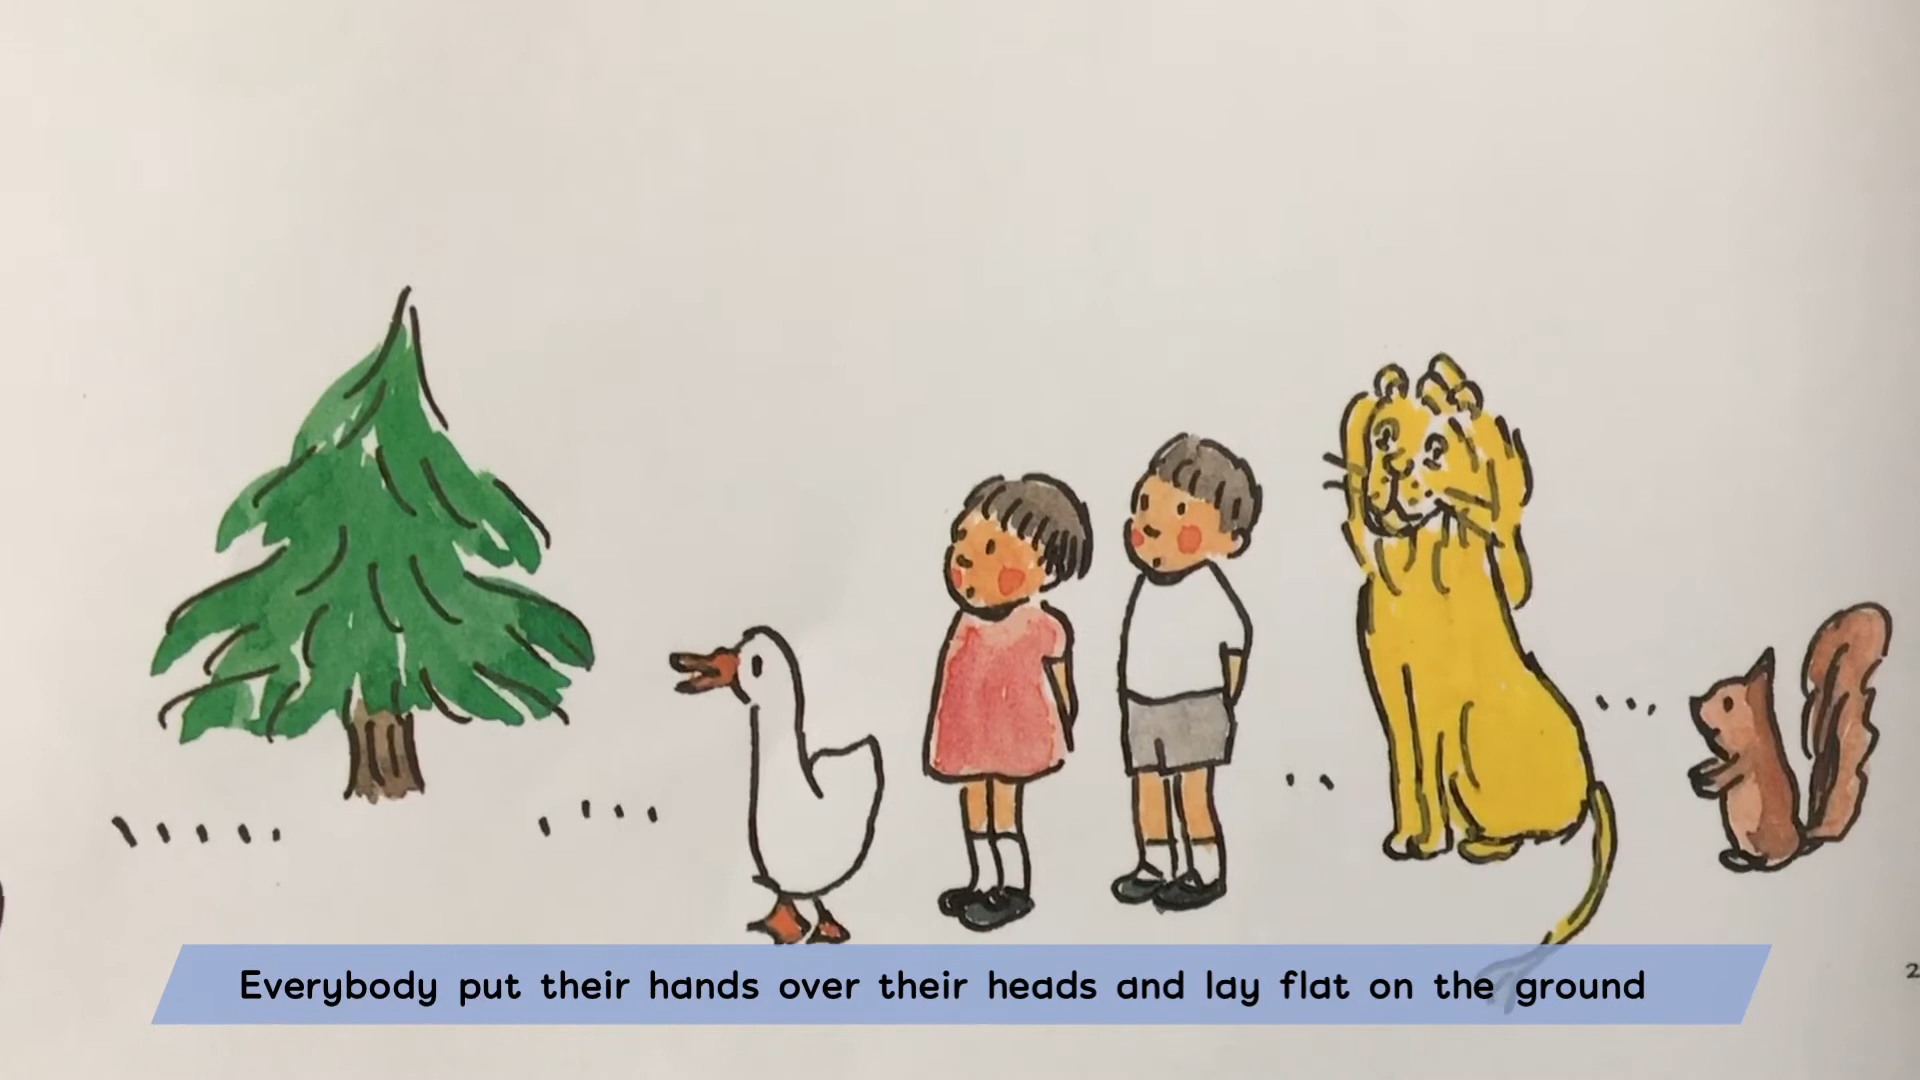 Everybody put their hands over their heads and lay flat on the ground